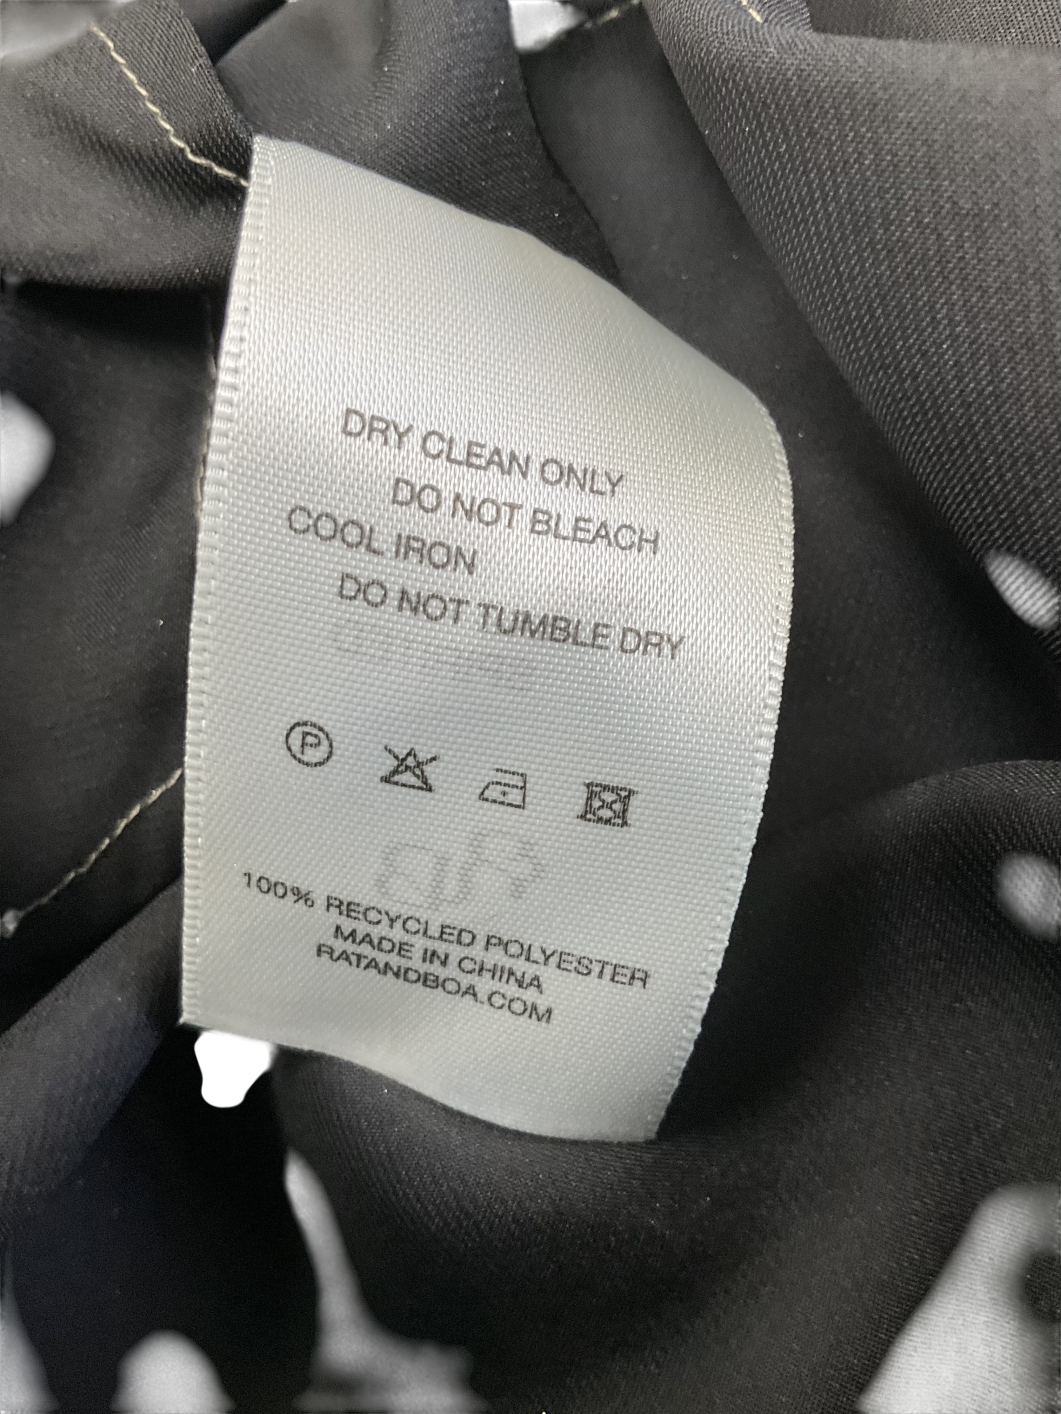 DRY CLEAN ONLY
DO NOT BLEACH
COOL IRON
DO NOT TUMBLE DRY
P
100% RECYCLED POLYESTER
MADE IN CHINA
RATANDBOA.COM